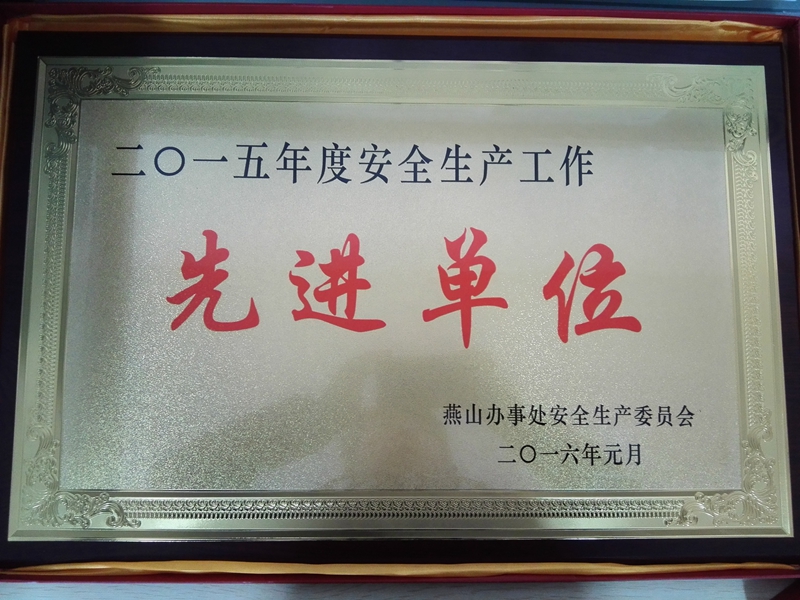 二〇一五年度安全生产工作
先进单位
燕山办事处安全生产委员会
二〇一六年元月